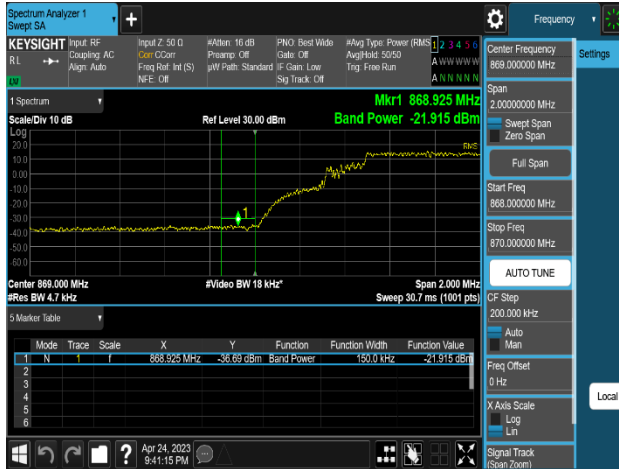 Spectrum Analyzer 1
Swept SA
+
Frequency
KEYSIGHT
RL
Input: RF
Coupling: AC
Align: Auto
Input Z: 50 Ω
Corr CCorr
Freq Ref: Int (S)
NFE: Off
#Atten: 16 dB
Preamp: Off
µW Path: Standard
PNO: Best Wide
Gate: Off
IF Gain: Low
Sig Track: Off
#Avg Type: Power (RMS
Avg|Hold: 50/50
Trig: Free Run
1 2 3 4 5 6
A W W W W W
A N N N N N
1 Spectrum
Scale/Div 10 dB
Ref Level 30.00 dBm
Mkr1 868.925 MHz
Band Power -21.915 dBm
Log
RMS
20.0
10.0
0.00
-10.0
-20.0
-30.0
-40.0
-50.0
-60.0
1
Center 869.000 MHz
#Video BW 18 kHz*
Span 2.000 MHz
#Res BW 4.7 kHz
Sweep 30.7 ms (1001 pts)
5 Marker Table
Mode Trace Scale X Y Function Function Width Function Value
1 N 1 f 868.925 MHz -36.69 dBm Band Power 150.0 kHz -21.915 dBm
2
3
4
5
6
?
Apr 24, 2023
9:41:15 PM
Center Frequency
869.000000 MHz
Settings
Span
2.00000000 MHz
Swept Span
Zero Span
Full Span
Start Freq
868.000000 MHz
Stop Freq
870.000000 MHz
AUTO TUNE
CF Step
200.000 kHz
Auto
Man
Freq Offset
0 Hz
X Axis Scale
Log
Lin
Local
Signal Track
(Span Zoom)